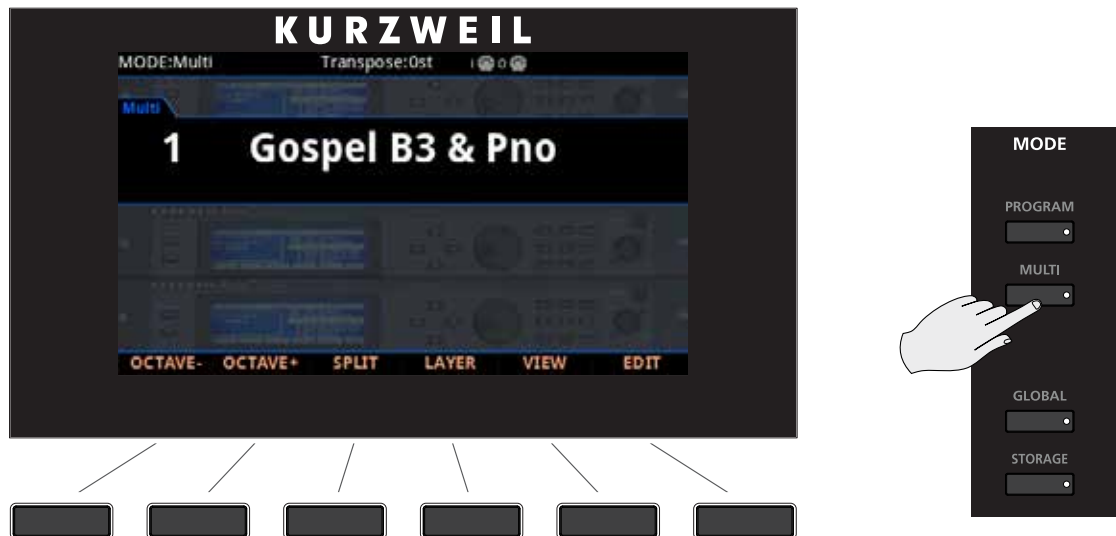 KURZWEIL
MODE:Multi Transpose:0st I O
Multi
1 Gospel B3 & Pno
OCTAVE- OCTAVE+ SPLIT LAYER VIEW EDIT
MODE
PROGRAM
MULTI
GLOBAL
STORAGE